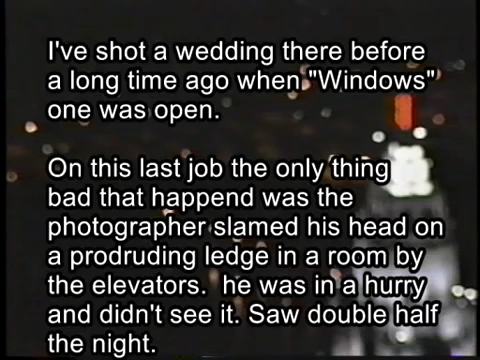 I've shot a wedding there before
a long time ago when "Windows"
one was open.
On this last job the only thing
bad that happend was the
photographer slamed his head on
a prodruding ledge in a room by
the elevators.  he was in a hurry
and didn't see it. Saw double half
the night.